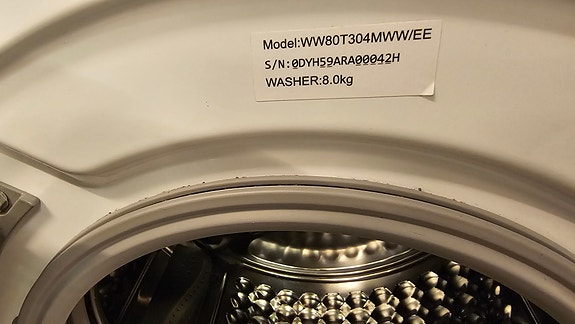 Model:WW80T304MWW/EE
S/N:0DYH59ARA00042H
WASHER:8.0kg